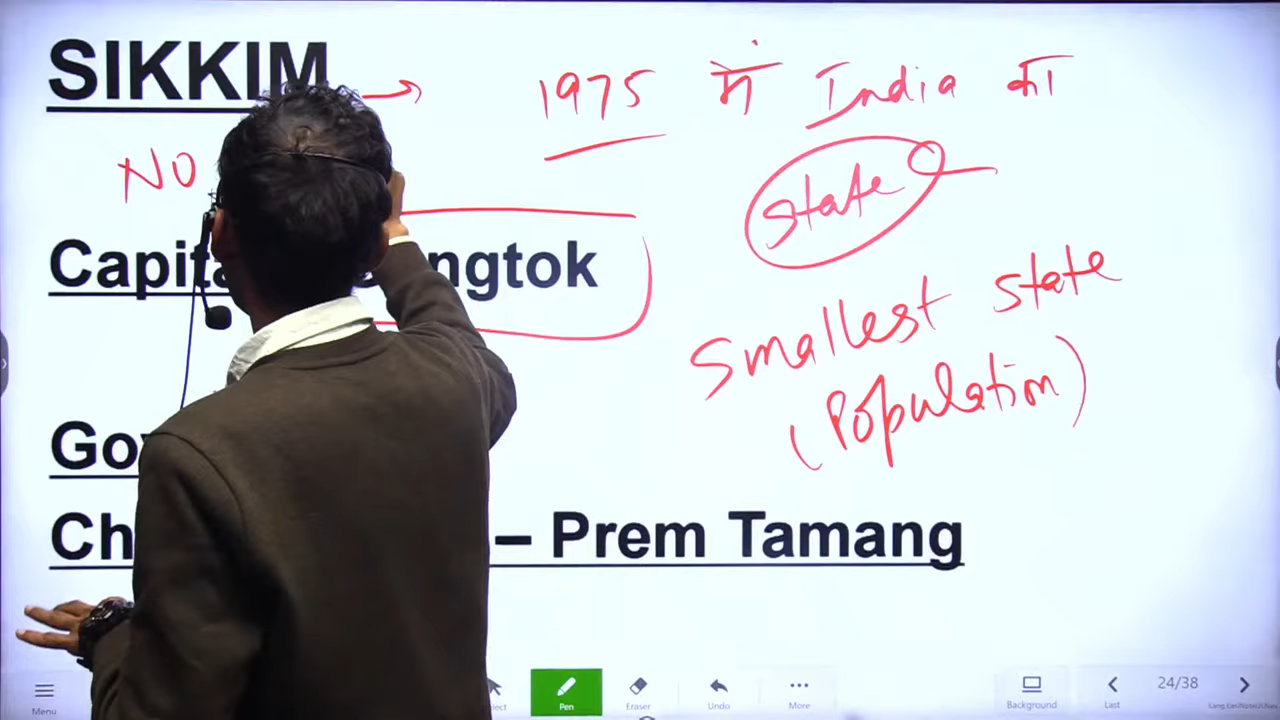 SIKKIM → 1975 में India का
NO
State
Capita ngtok
Smallest state
(Population)
Go
Ch – Prem Tamang
Menu Pen Eraser Undo More Background Last 24/38